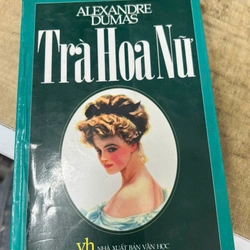 ALEXANDRE
DUMAS
Trà Hoa Nữ
vh NHÀ XUẤT BẢN VĂN HỌC